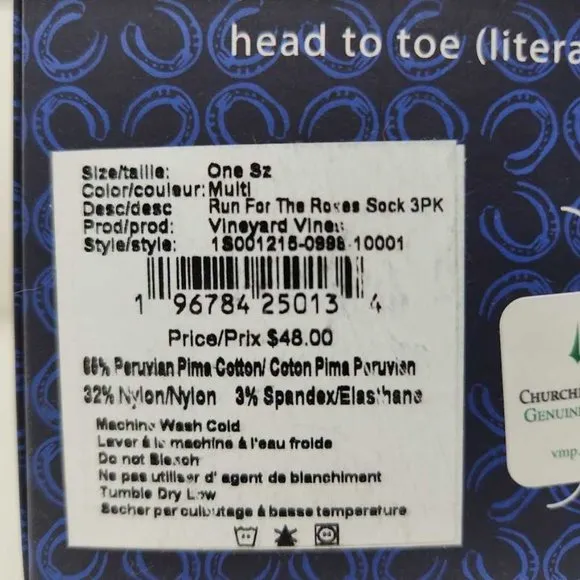 head to toe (litera
Size/taille: One Sz
Color/couleur: Multi
Desc/desc Run For The Roses Sock 3PK
Prod/prod: Vineyard Vines
Style/style: 1S001215-0998-10001
1 96784 25013 4
Price/Prix $48.00
65% Peruvian Pima Cotton/ Coton Pima Peruvien
32% Nylon/Nylon 3% Spandex/Elasthane
Machine Wash Cold
Laver à la machine à l'eau froide
Do not Bleach
Ne pas utiliser d' agent de blanchiment
Tumble Dry Low
Secher par culbutage à basse temperature
CHURCHI
GENUINE
vmp.